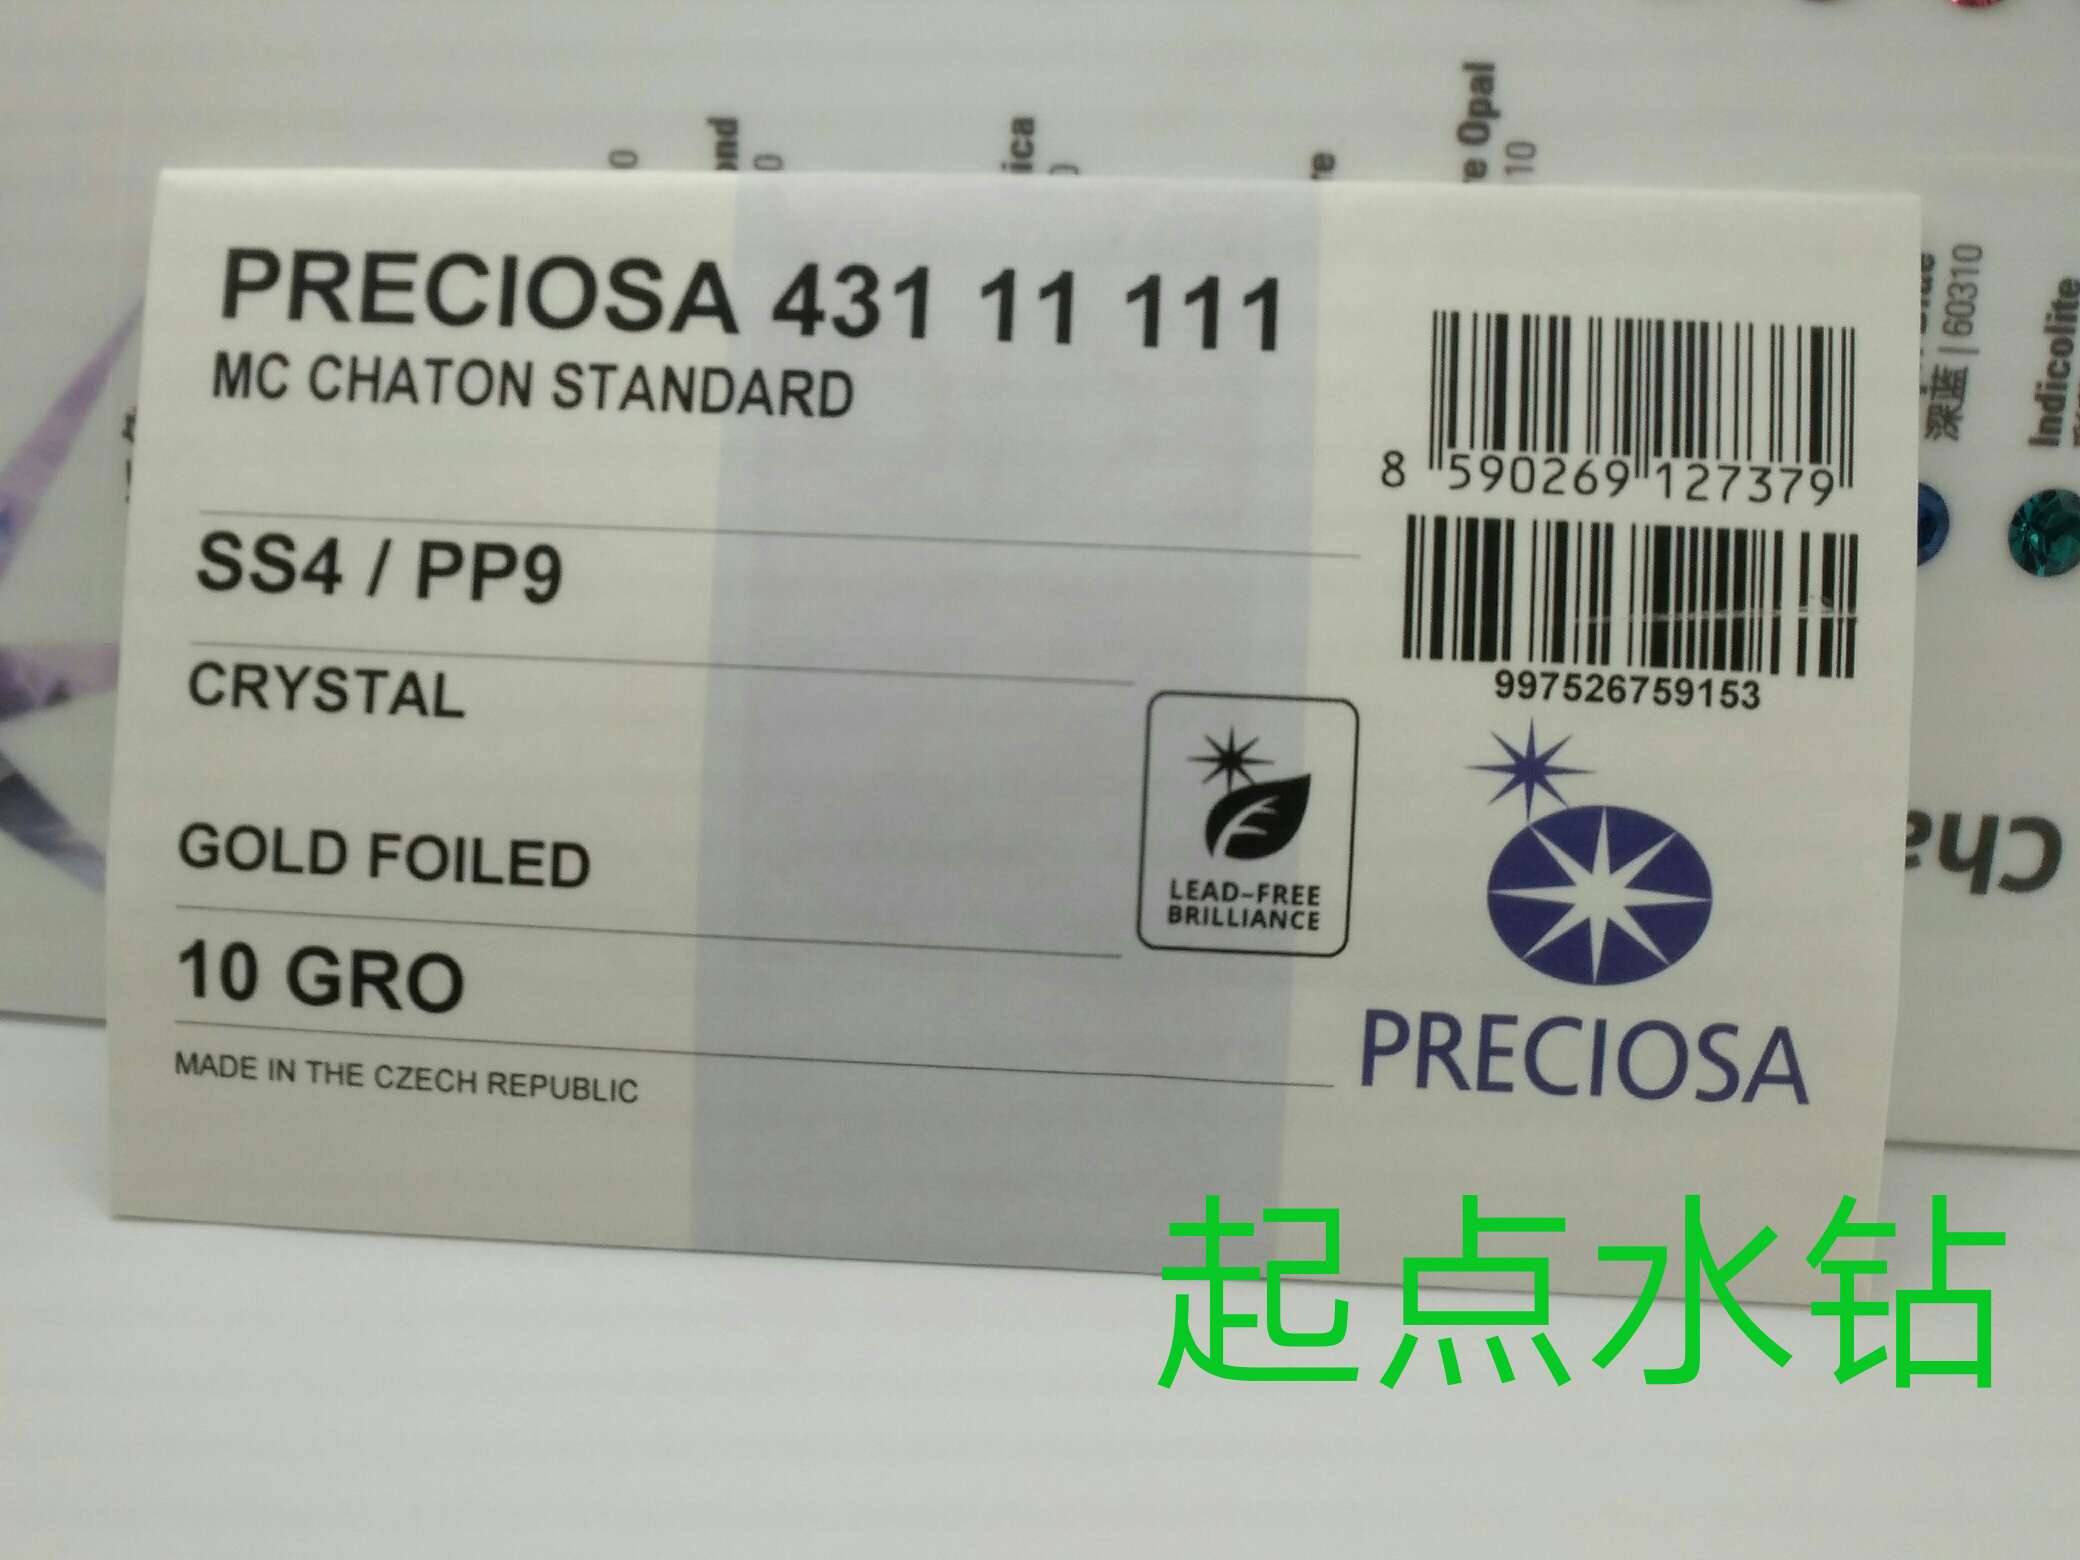 ica
re Opal
10
PRECIOSA 431 11 111
MC CHATON STANDARD
8 590269 127379
SS4 / PP9
CRYSTAL
997526759153
GOLD FOILED
LEAD-FREE
BRILLIANCE
10 GRO
PRECIOSA
MADE IN THE CZECH REPUBLIC
深蓝 | 60310
Indicolite
Cha
起点水钻